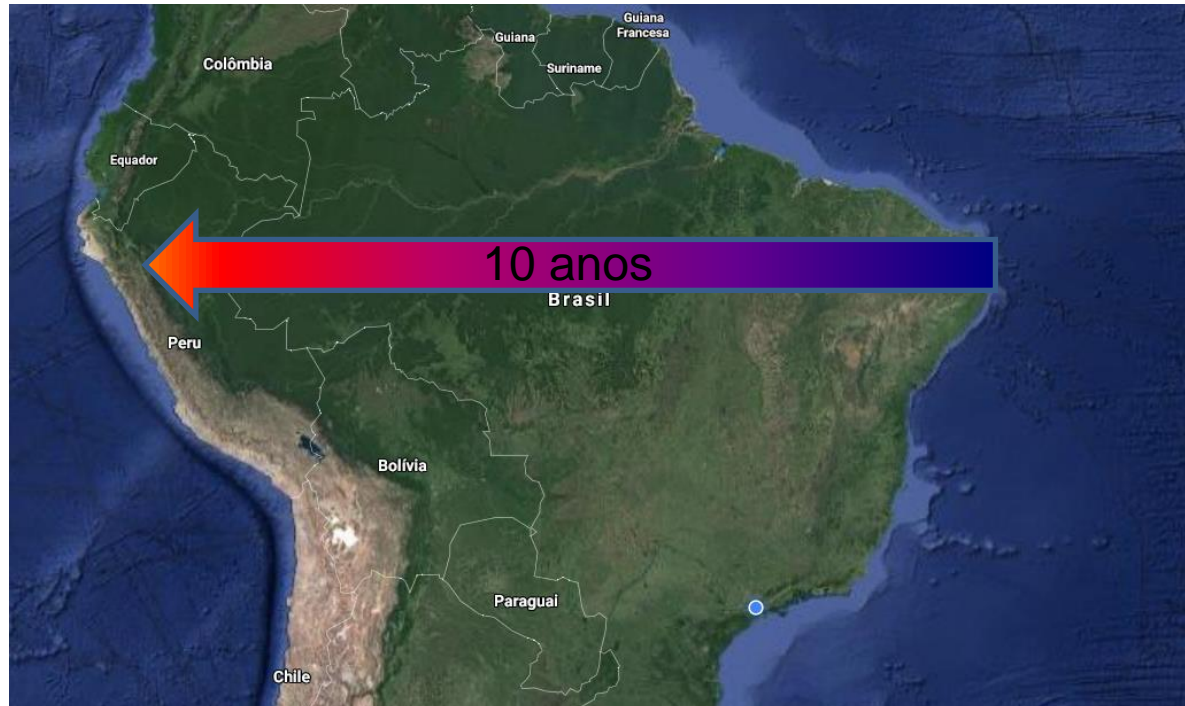 Guiana
Guiana
Francesa
Colômbia
Suriname
Equador
10 anos
Brasil
Peru
Bolívia
Paraguai
Chile